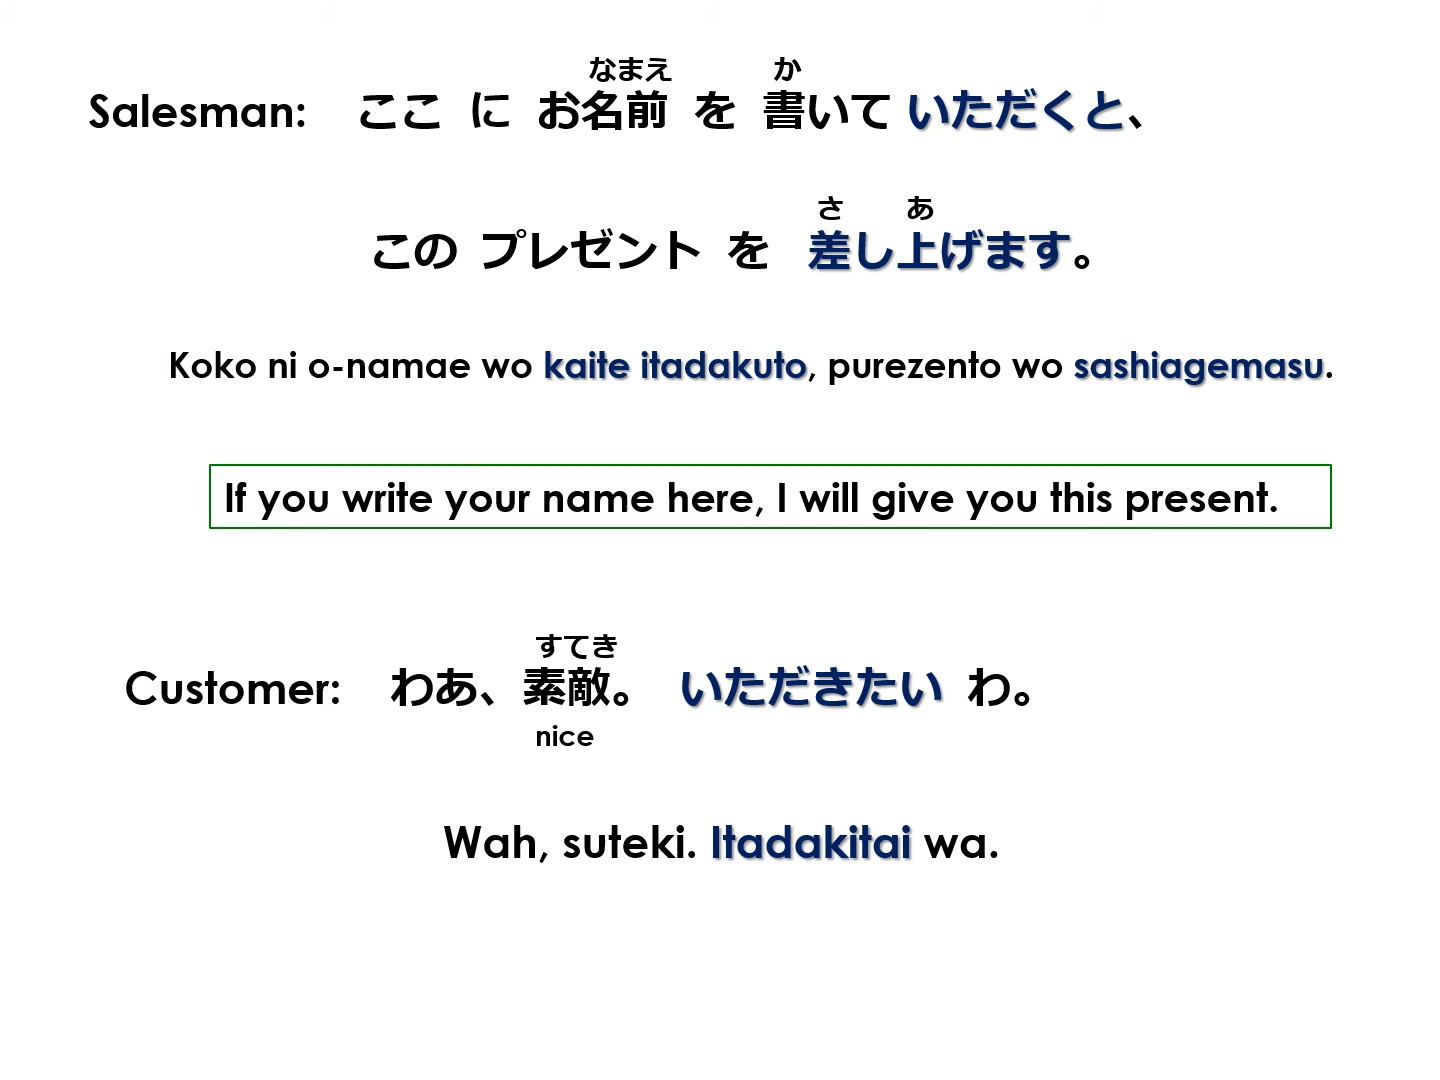 なまえ か
Salesman: ここ に お名前 を 書いて いただくと、
さ あ
この プレゼント を 差し上げます。
Koko ni o-namae wo kaite itadakuto, purezento wo sashiagemasu.
If you write your name here, I will give you this present.
すてき
Customer: わあ、素敵。 いただきたい わ。
nice
Wah, suteki. Itadakitai wa.